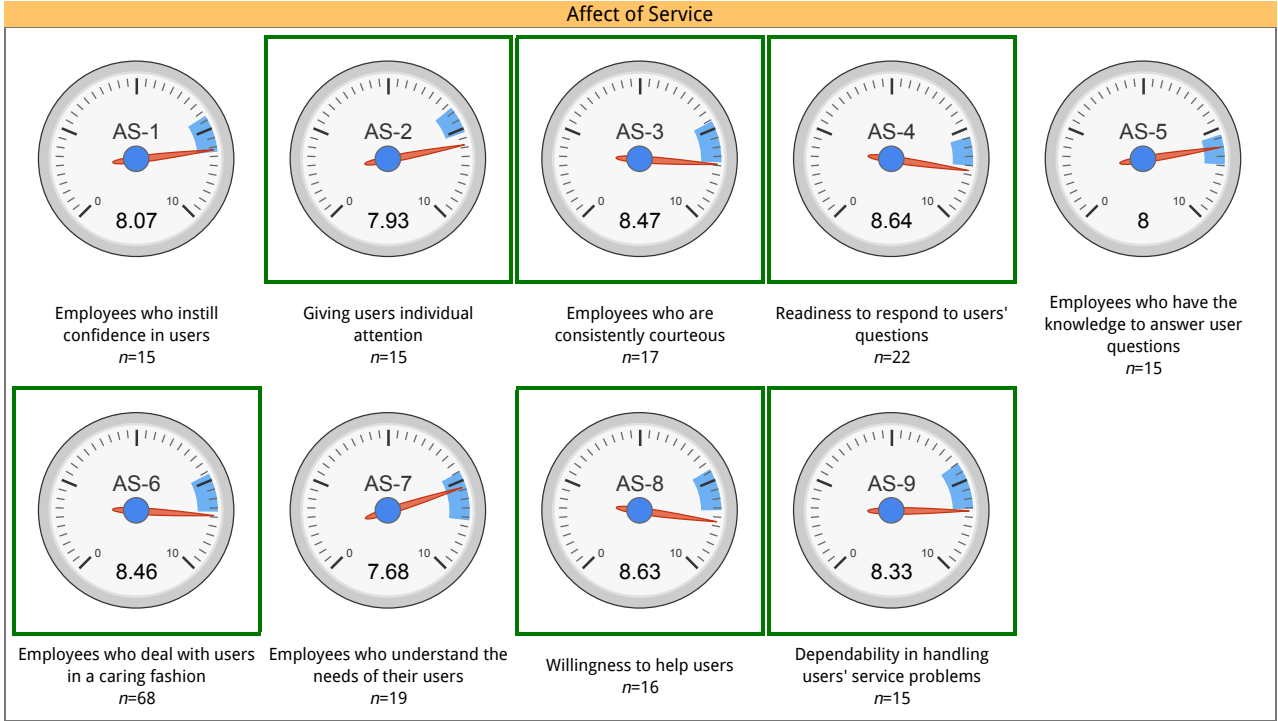 Affect of Service
AS-1
0
10
8.07
Employees who instill
confidence in users
n=15
AS-2
0
10
7.93
Giving users individual
attention
n=15
AS-3
0
10
8.47
Employees who are
consistently courteous
n=17
AS-4
0
10
8.64
Readiness to respond to users'
questions
n=22
AS-5
0
10
8
Employees who have the
knowledge to answer user
questions
n=15
AS-6
0
10
8.46
Employees who deal with users
in a caring fashion
n=68
AS-7
0
10
7.68
Employees who understand the
needs of their users
n=19
AS-8
0
10
8.63
Willingness to help users
n=16
AS-9
0
10
8.33
Dependability in handling
users' service problems
n=15